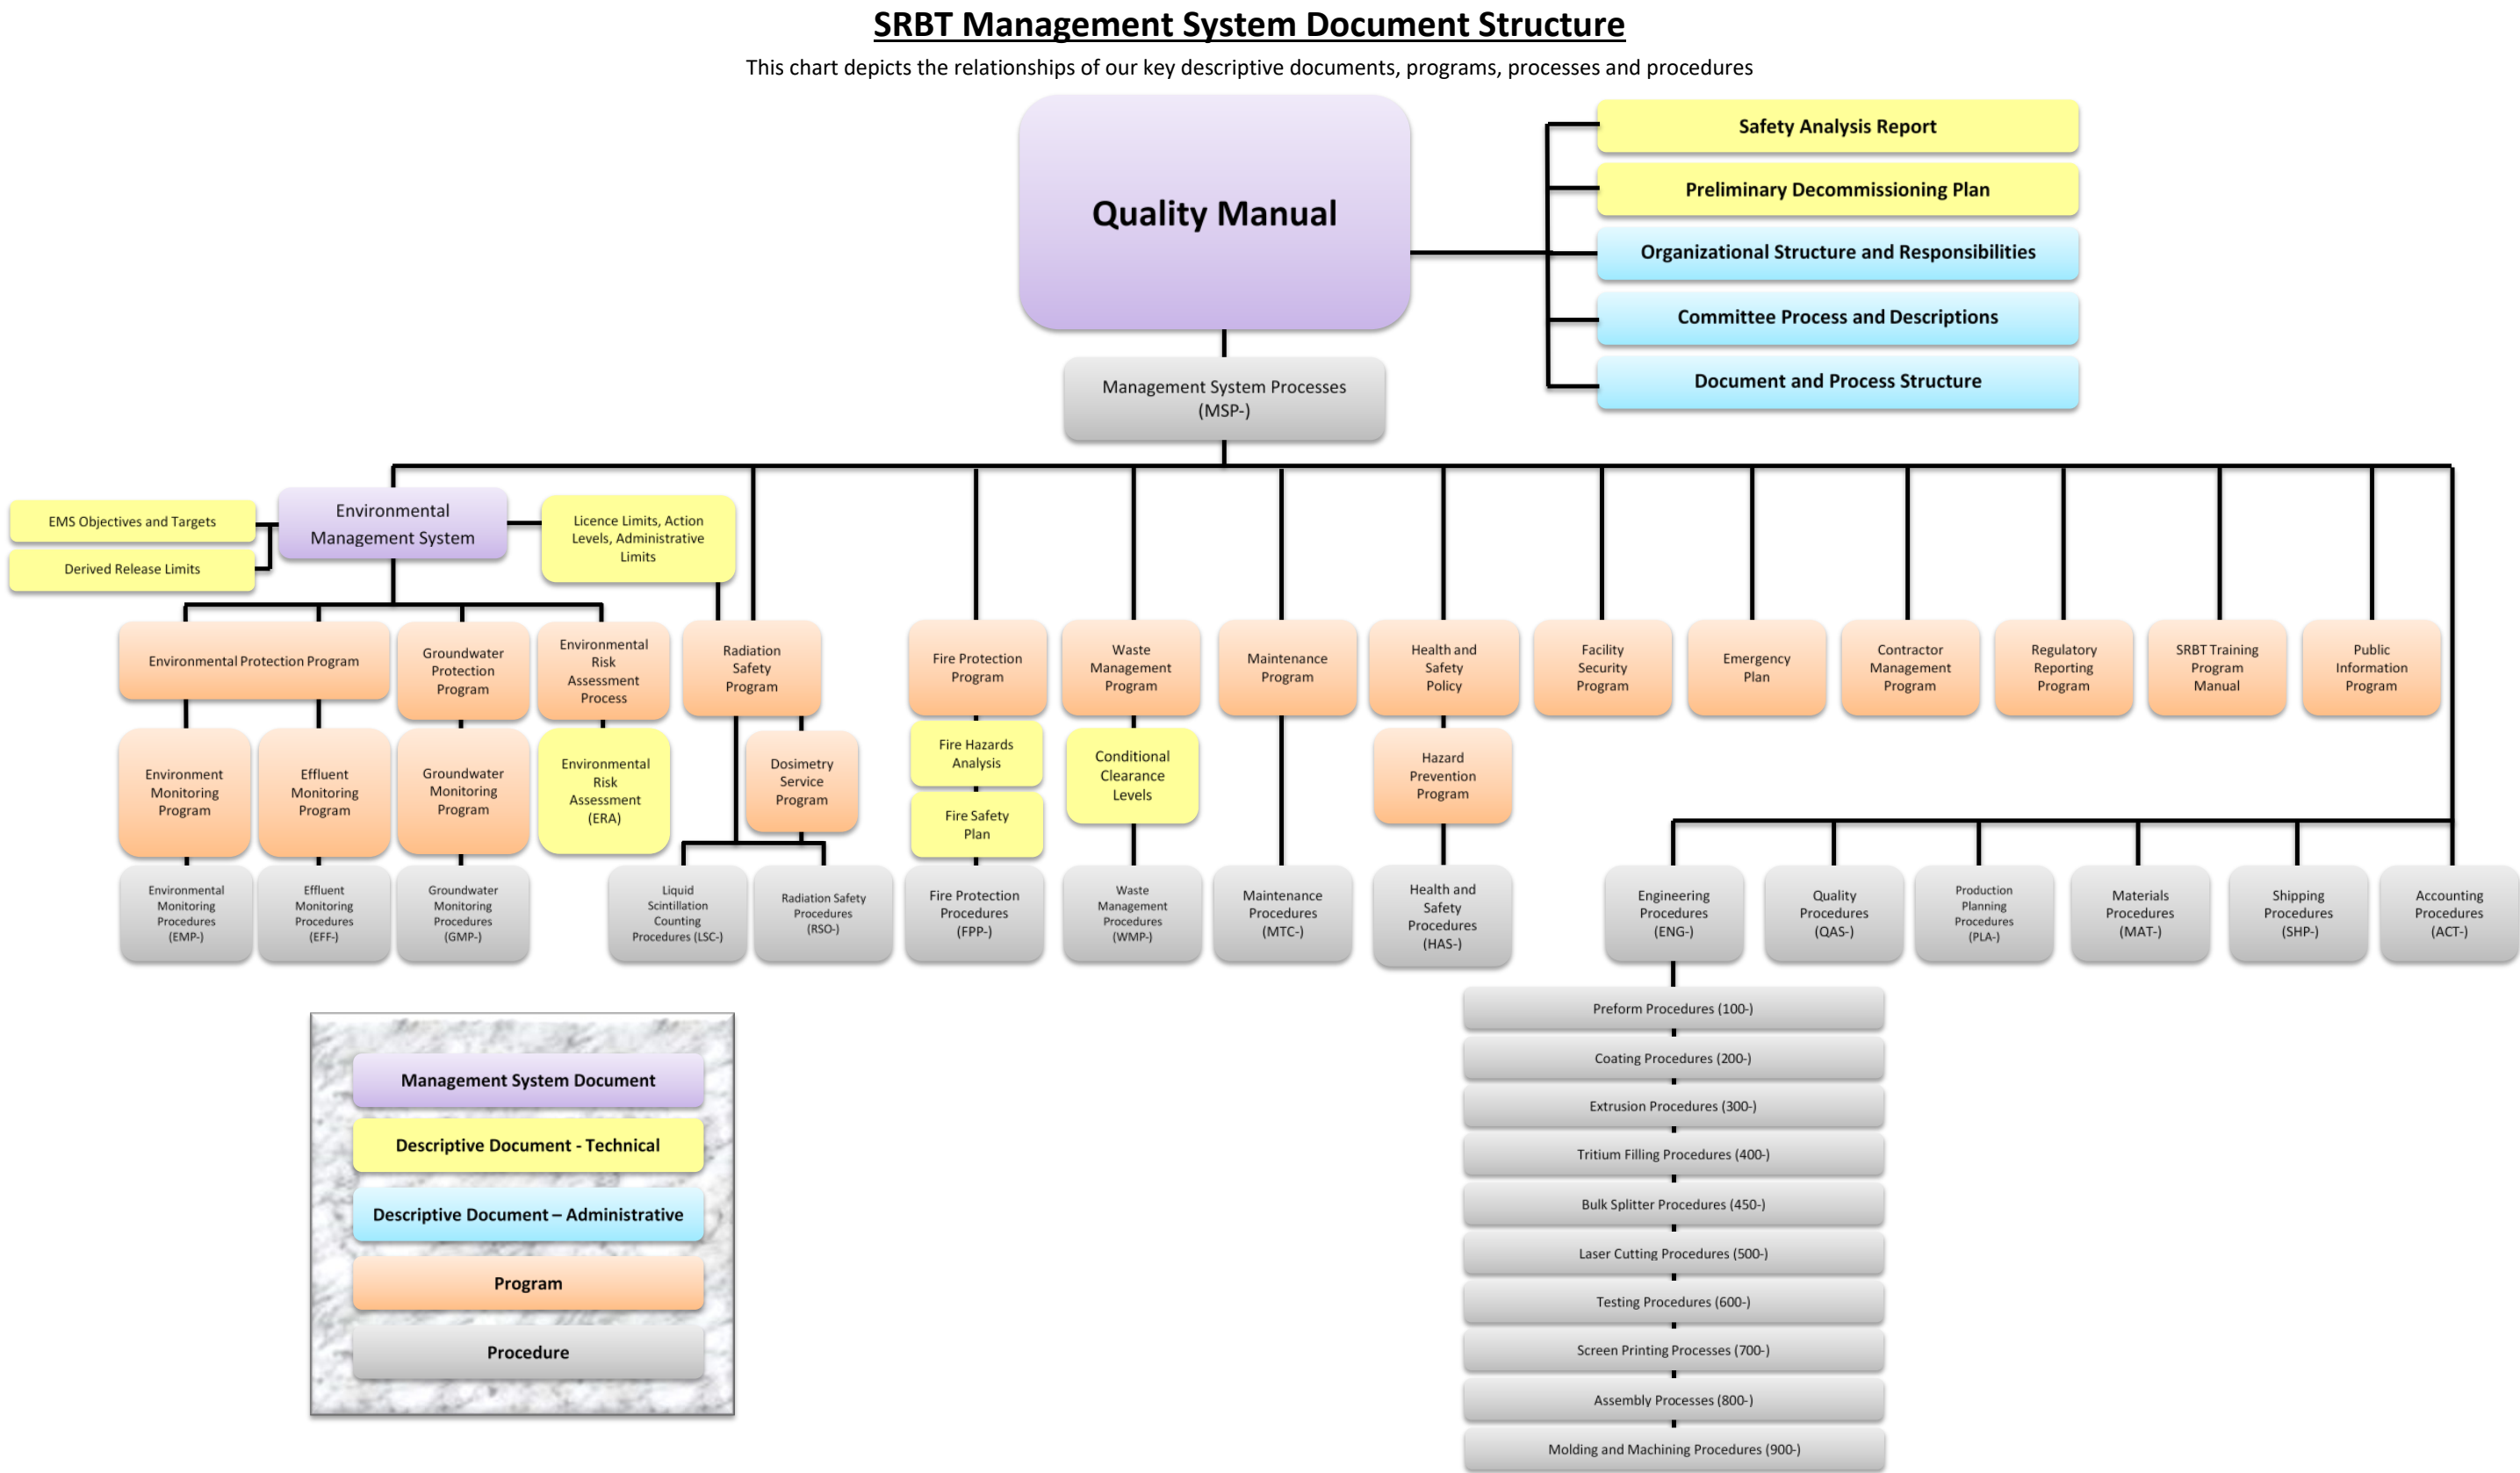 SRBT Management System Document Structure
This chart depicts the relationships of our key descriptive documents, programs, processes and procedures
Quality Manual
Safety Analysis Report
Preliminary Decommissioning Plan
Organizational Structure and Responsibilities
Committee Process and Descriptions
Document and Process Structure
Management System Processes
(MSP-)
EMS Objectives and Targets
Derived Release Limits
Environmental
Management System
Licence Limits, Action
Levels, Administrative
Limits
Environmental Protection Program
Groundwater
Protection
Program
Environmental
Risk
Assessment
Process
Radiation
Safety
Program
Fire Protection
Program
Waste
Management
Program
Maintenance
Program
Health and
Safety
Policy
Facility
Security
Program
Emergency
Plan
Contractor
Management
Program
Regulatory
Reporting
Program
SRBT Training
Program
Manual
Public
Information
Program
Environment
Monitoring
Program
Effluent
Monitoring
Program
Groundwater
Monitoring
Program
Environmental
Risk
Assessment
(ERA)
Dosimetry
Service
Program
Fire Hazards
Analysis
Fire Safety
Plan
Conditional
Clearance
Levels
Hazard
Prevention
Program
Environmental
Monitoring
Procedures
(EMP-)
Effluent
Monitoring
Procedures
(EFF-)
Groundwater
Monitoring
Procedures
(GMP-)
Liquid
Scintillation
Counting
Procedures (LSC-)
Radiation Safety
Procedures
(RSO-)
Fire Protection
Procedures
(FPP-)
Waste
Management
Procedures
(WMP-)
Maintenance
Procedures
(MTC-)
Health and
Safety
Procedures
(HAS-)
Engineering
Procedures
(ENG-)
Quality
Procedures
(QAS-)
Production
Planning
Procedures
(PLA-)
Materials
Procedures
(MAT-)
Shipping
Procedures
(SHP-)
Accounting
Procedures
(ACT-)
Preform Procedures (100-)
Coating Procedures (200-)
Extrusion Procedures (300-)
Tritium Filling Procedures (400-)
Bulk Splitter Procedures (450-)
Laser Cutting Procedures (500-)
Testing Procedures (600-)
Screen Printing Processes (700-)
Assembly Processes (800-)
Molding and Machining Procedures (900-)
Management System Document
Descriptive Document - Technical
Descriptive Document – Administrative
Program
Procedure